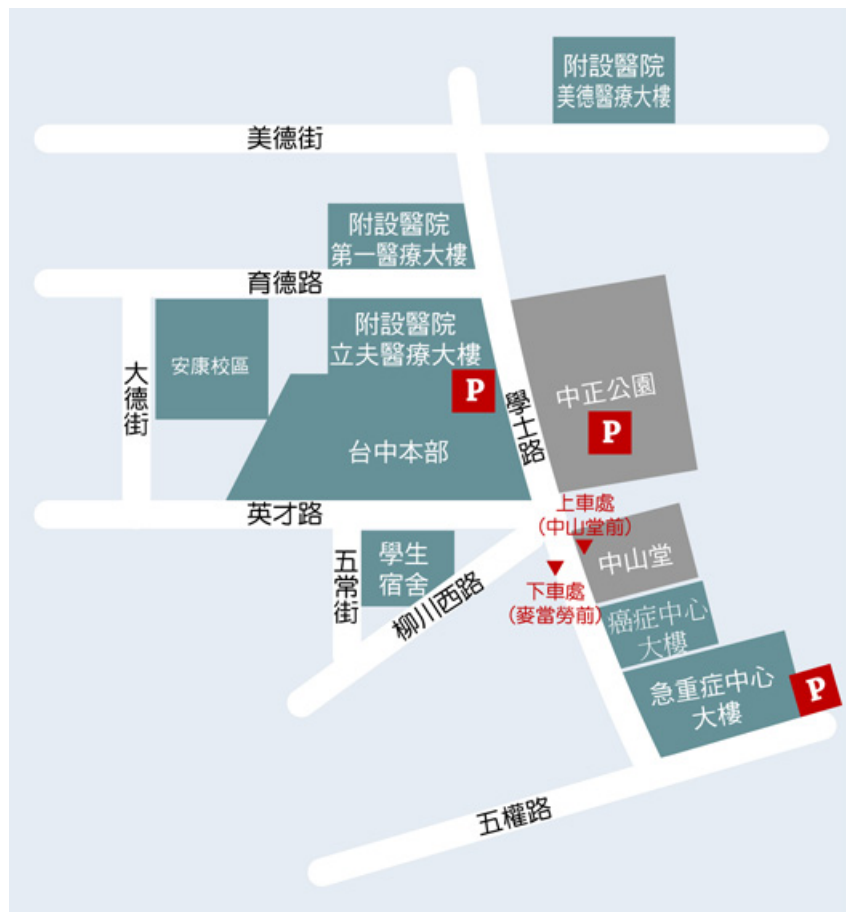 附設醫院
美德醫療大樓
美德街
附設醫院
第一醫療大樓
育德路
附設醫院
立夫醫療大樓
安康校區
大德街
P
學士路
中正公園
P
台中本部
英才路
上車處
(中山堂前)
五常街
學生
宿舍
中山堂
柳川西路
下車處
(麥當勞前)
癌症中心
大樓
急重症中心
大樓
P
五權路